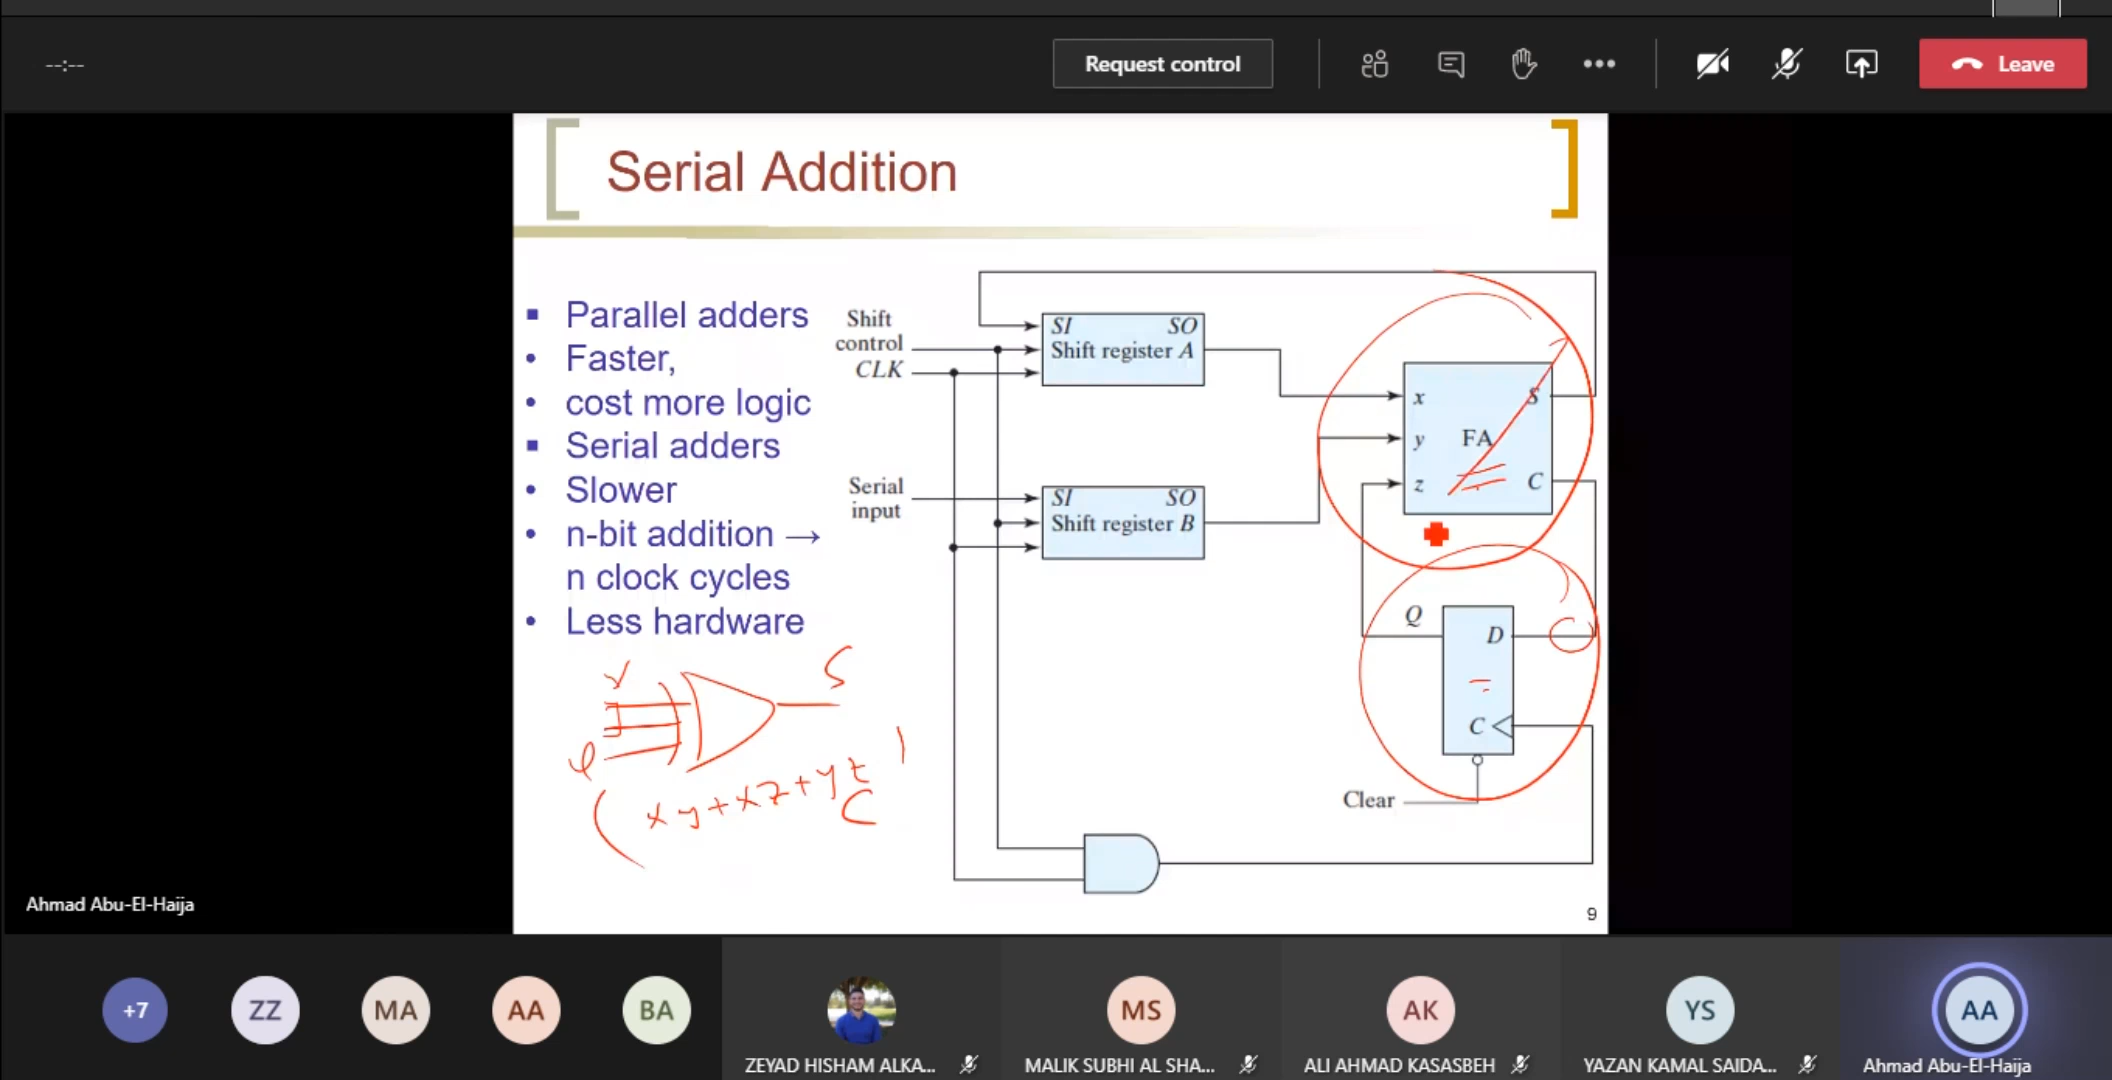 --:--
Request control
Leave
Serial Addition
▪ Parallel adders
• Faster,
• cost more logic
▪ Serial adders
• Slower
• n-bit addition →
n clock cycles
• Less hardware
Shift
control
CLK
SI SO
Shift register A
Serial
input
SI SO
Shift register B
x S
y FA
z C
Q D
C
Clear
S
xy+xz+yz
C
9
Ahmad Abu-El-Haija
+7
ZZ
MA
AA
BA
MS
AK
YS
AA
ZEYAD HISHAM ALKA...
MALIK SUBHI AL SHA...
ALI AHMAD KASASBEH
YAZAN KAMAL SAIDA...
Ahmad Abu-El-Haija